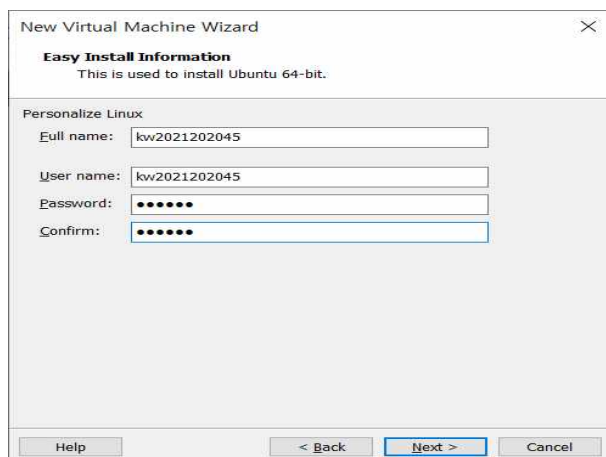 New Virtual Machine Wizard
Easy Install Information
This is used to install Ubuntu 64-bit.
Personalize Linux
Full name: kw2021202045
User name: kw2021202045
Password: ●●●●●●
Confirm: ●●●●●●
Help < Back Next > Cancel